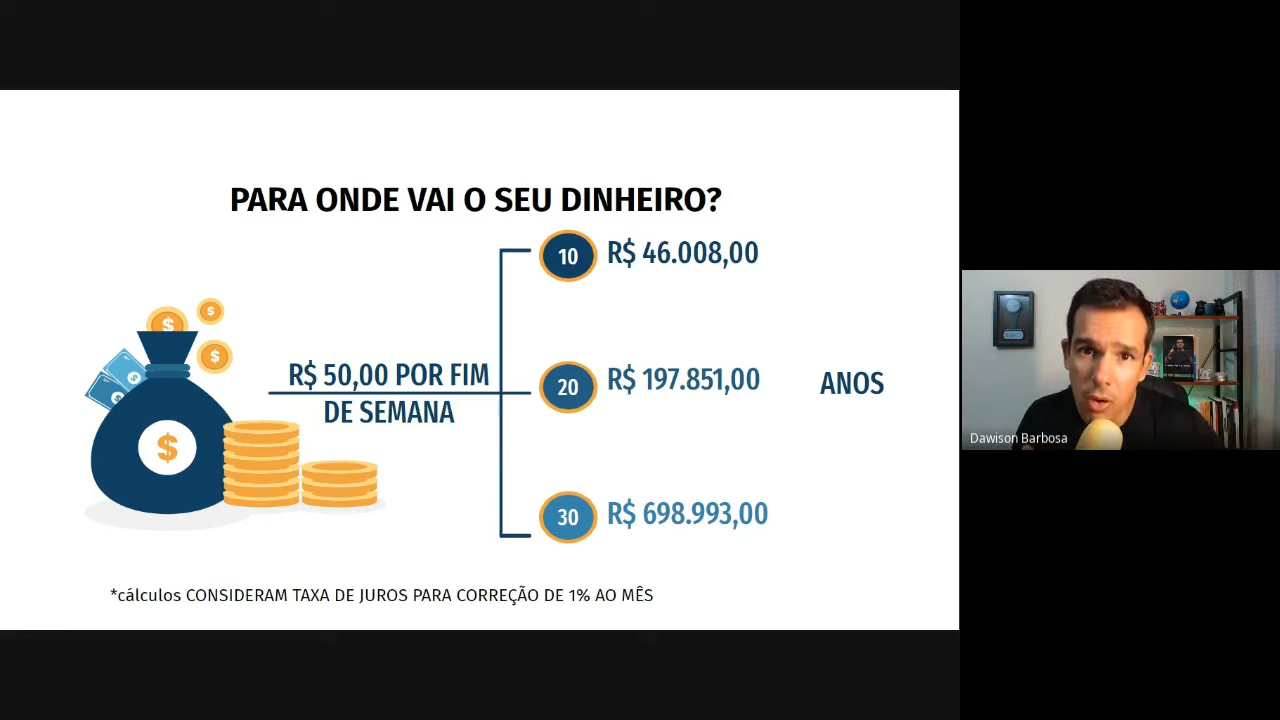 PARA ONDE VAI O SEU DINHEIRO?
10 R$ 46.008,00
R$ 50,00 POR FIM
DE SEMANA
20 R$ 197.851,00
ANOS
30 R$ 698.993,00
*cálculos CONSIDERAM TAXA DE JUROS PARA CORREÇÃO DE 1% AO MÊS
Dawison Barbosa
$
$
$
$